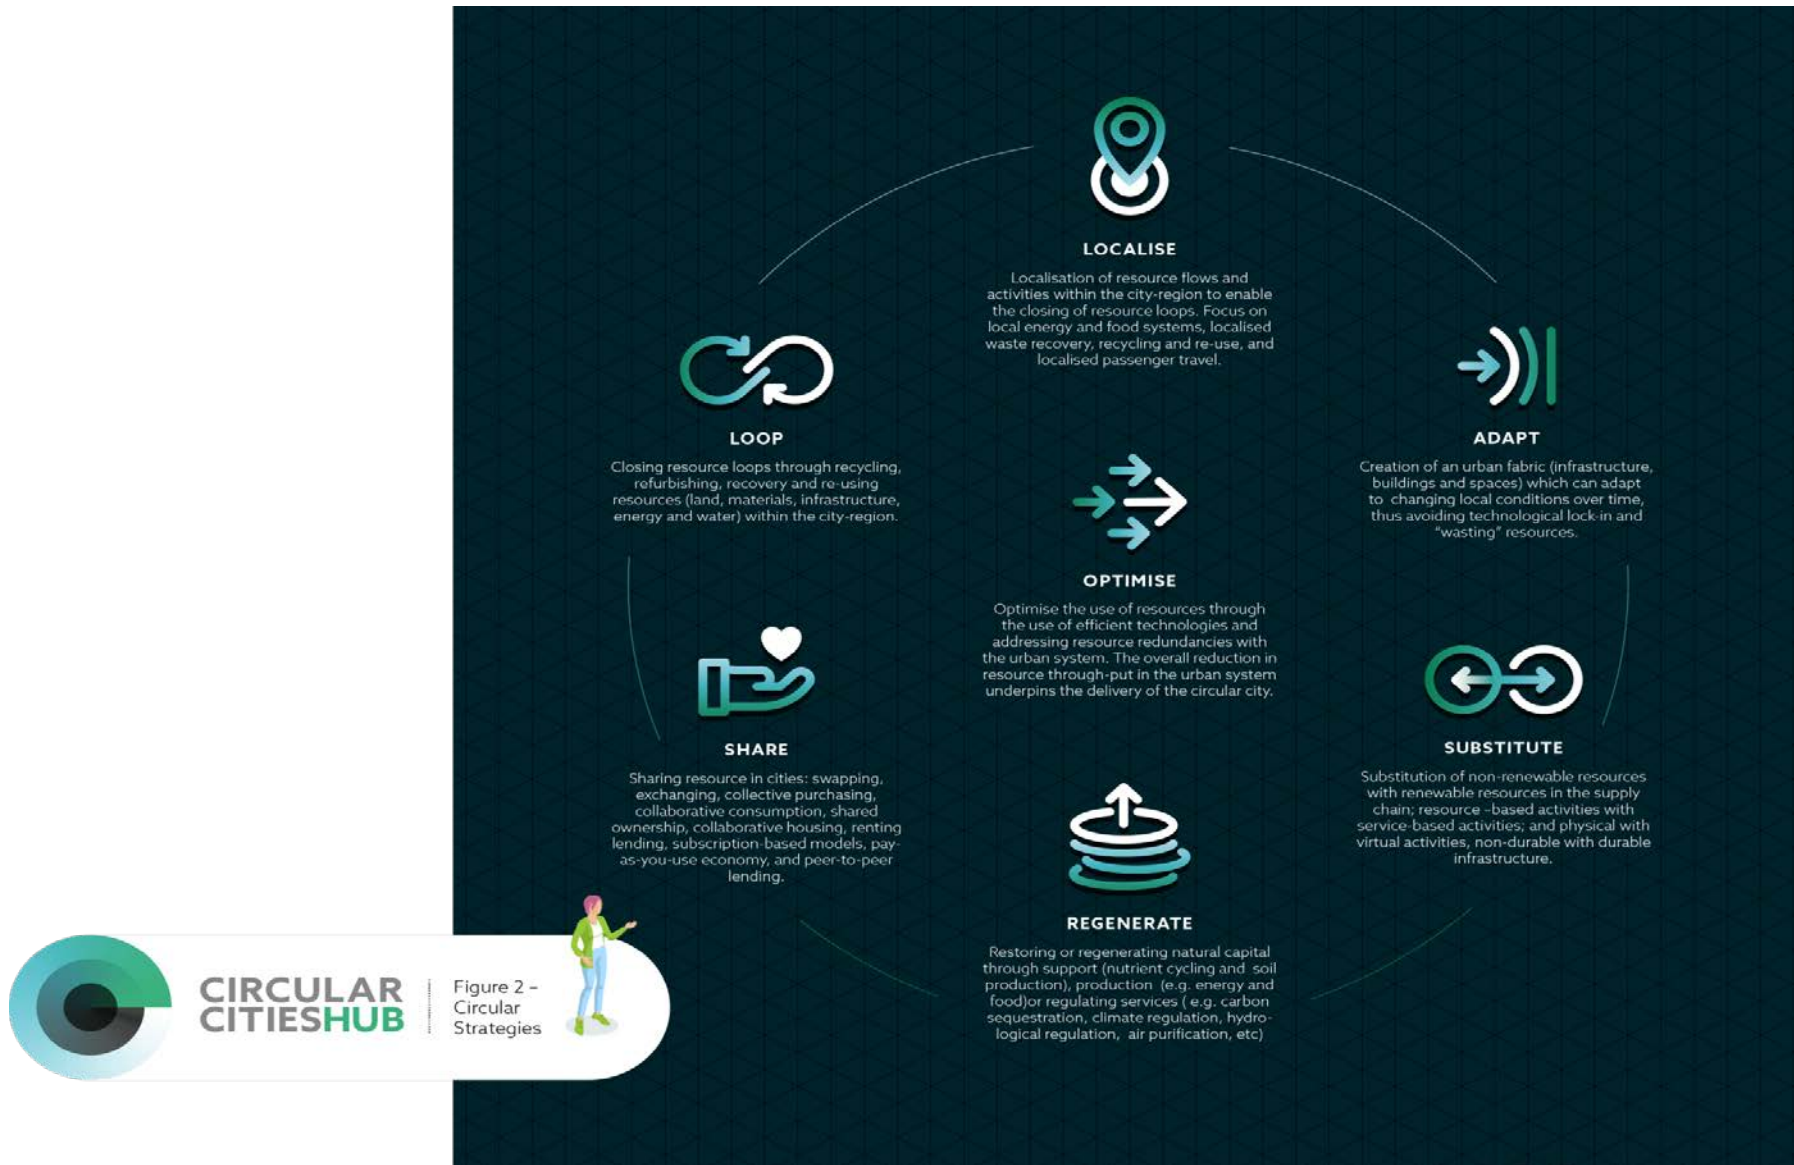 LOCALISE
Localisation of resource flows and
activities within the city-region to enable
the closing of resource loops. Focus on
local energy and food systems, localised
waste recovery, recycling and re-use, and
localised passenger travel.
LOOP
Closing resource loops through recycling,
refurbishing, recovery and re-using
resources (land, materials, infrastructure,
energy and water) within the city-region.
ADAPT
Creation of an urban fabric (infrastructure,
buildings and spaces) which can adapt
to changing local conditions over time,
thus avoiding technological lock-in and
“wasting” resources.
OPTIMISE
Optimise the use of resources through
the use of efficient technologies and
addressing resource redundancies with
the urban system. The overall reduction in
resource through-put in the urban system
underpins the delivery of the circular city.
SHARE
Sharing resource in cities: swapping,
exchanging, collective purchasing,
collaborative consumption, shared
ownership, collaborative housing, renting
lending, subscription-based models, pay-
as-you-use economy, and peer-to-peer
lending.
SUBSTITUTE
Substitution of non-renewable resources
with renewable resources in the supply
chain; resource –based activities with
service-based activities; and physical with
virtual activities, non-durable with durable
infrastructure.
REGENERATE
Restoring or regenerating natural capital
through support (nutrient cycling and soil
production), production (e.g. energy and
food)or regulating services ( e.g. carbon
sequestration, climate regulation, hydro-
logical regulation, air purification, etc)
CIRCULAR
CITIESHUB
Figure 2 –
Circular
Strategies